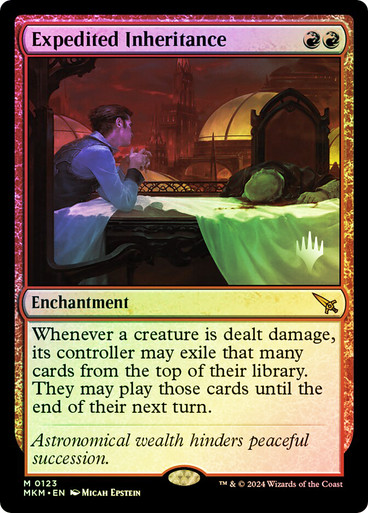 Expedited Inheritance
Enchantment
Whenever a creature is dealt damage,
its controller may exile that many
cards from the top of their library.
They may play those cards until the
end of their next turn.
Astronomical wealth hinders peaceful
succession.
M 0123
MKM • EN Micah Epstein
™ & © 2024 Wizards of the Coast